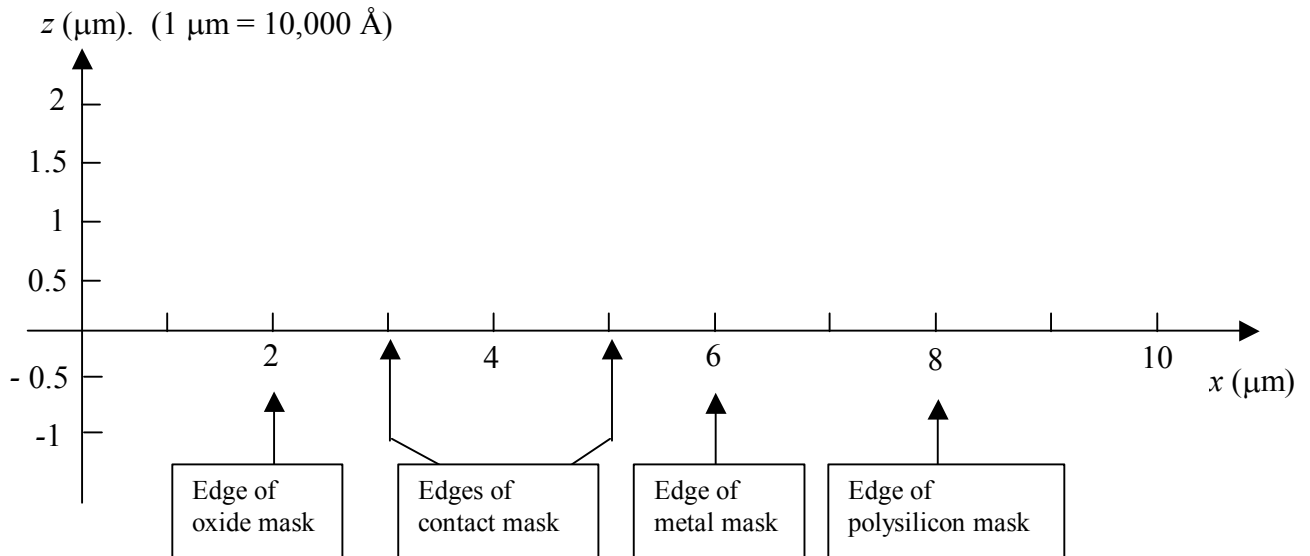 z (μm). (1 μm = 10,000 Å)
2
1.5
1
0.5
2
4
6
8
10
- 0.5
x (μm)
-1
Edge of
oxide mask
Edges of
contact mask
Edge of
metal mask
Edge of
polysilicon mask